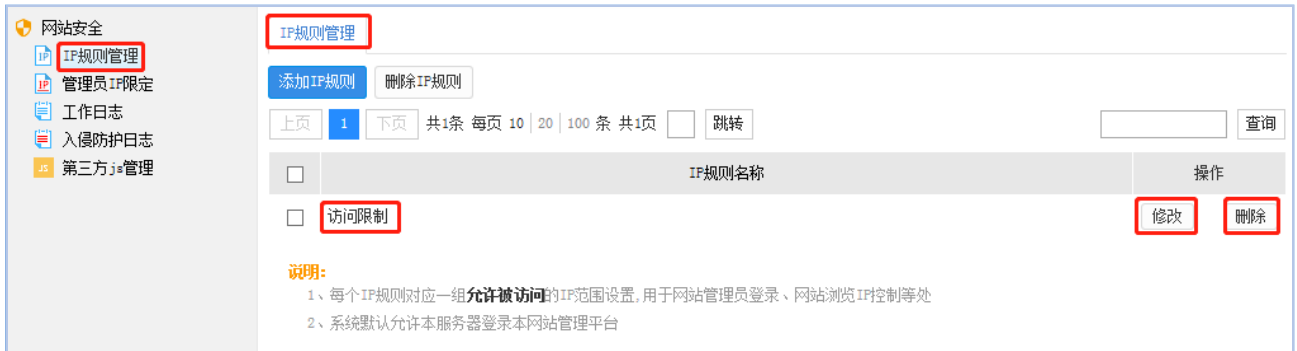 网站安全
IP规则管理
管理员IP限定
工作日志
入侵防护日志
第三方js管理
IP规则管理
添加IP规则 删除IP规则
上页 1 下页 共1条 每页 10 | 20 | 100 条 共1页 跳转 查询
IP规则名称 操作
访问限制 修改 删除
说明:
1、每个IP规则对应一组允许被访问的IP范围设置,用于网站管理员登录、网站浏览IP控制等处
2、系统默认允许本服务器登录本网站管理平台